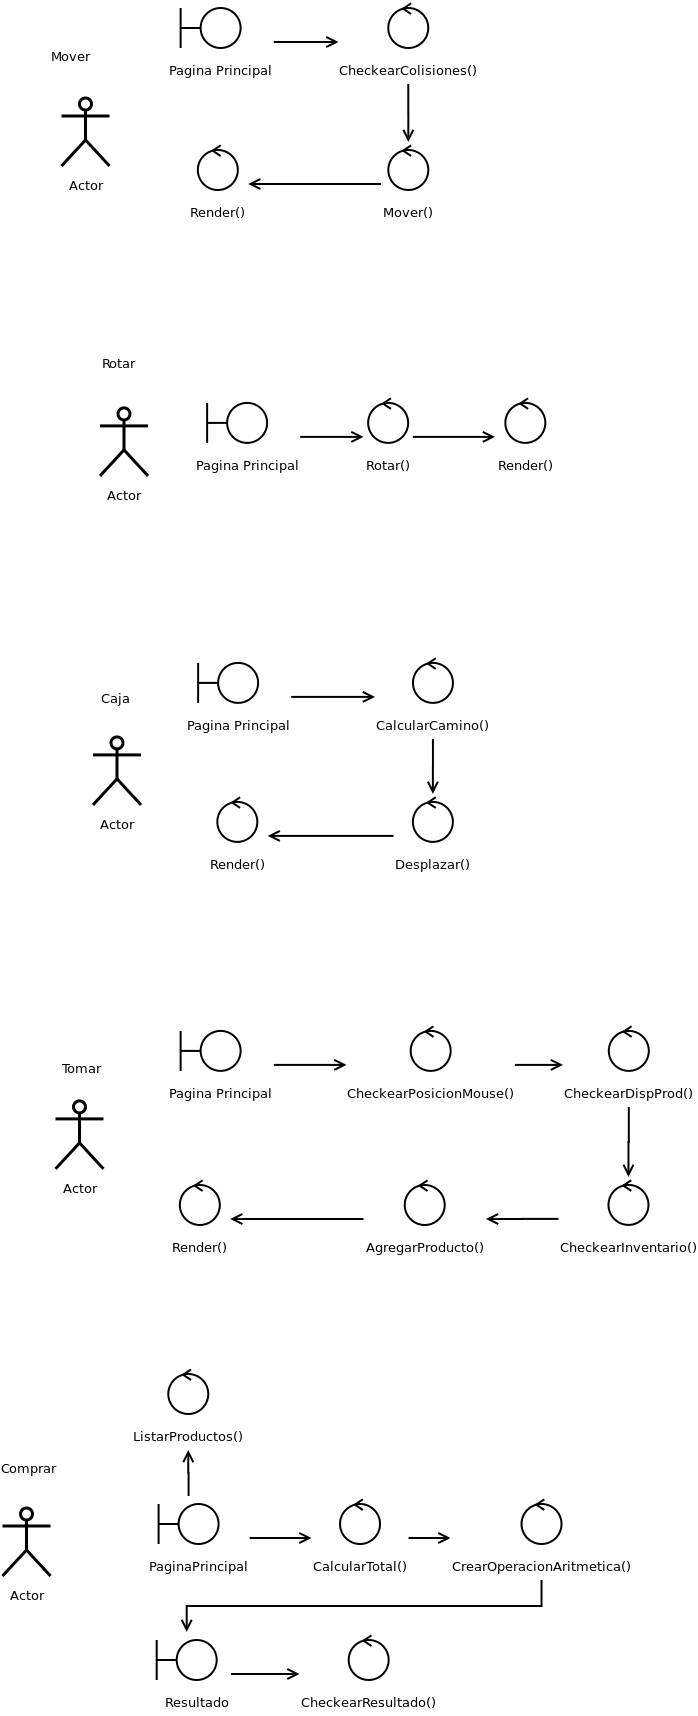 Mover
Pagina Principal
CheckearColisiones()
Actor
Render()
Mover()
Rotar
Pagina Principal
Rotar()
Render()
Actor
Caja
Pagina Principal
CalcularCamino()
Actor
Render()
Desplazar()
Tomar
Pagina Principal
CheckearPosicionMouse()
CheckearDispProd()
Actor
Render()
AgregarProducto()
CheckearInventario()
ListarProductos()
Comprar
PaginaPrincipal
CalcularTotal()
CrearOperacionAritmetica()
Actor
Resultado
CheckearResultado()